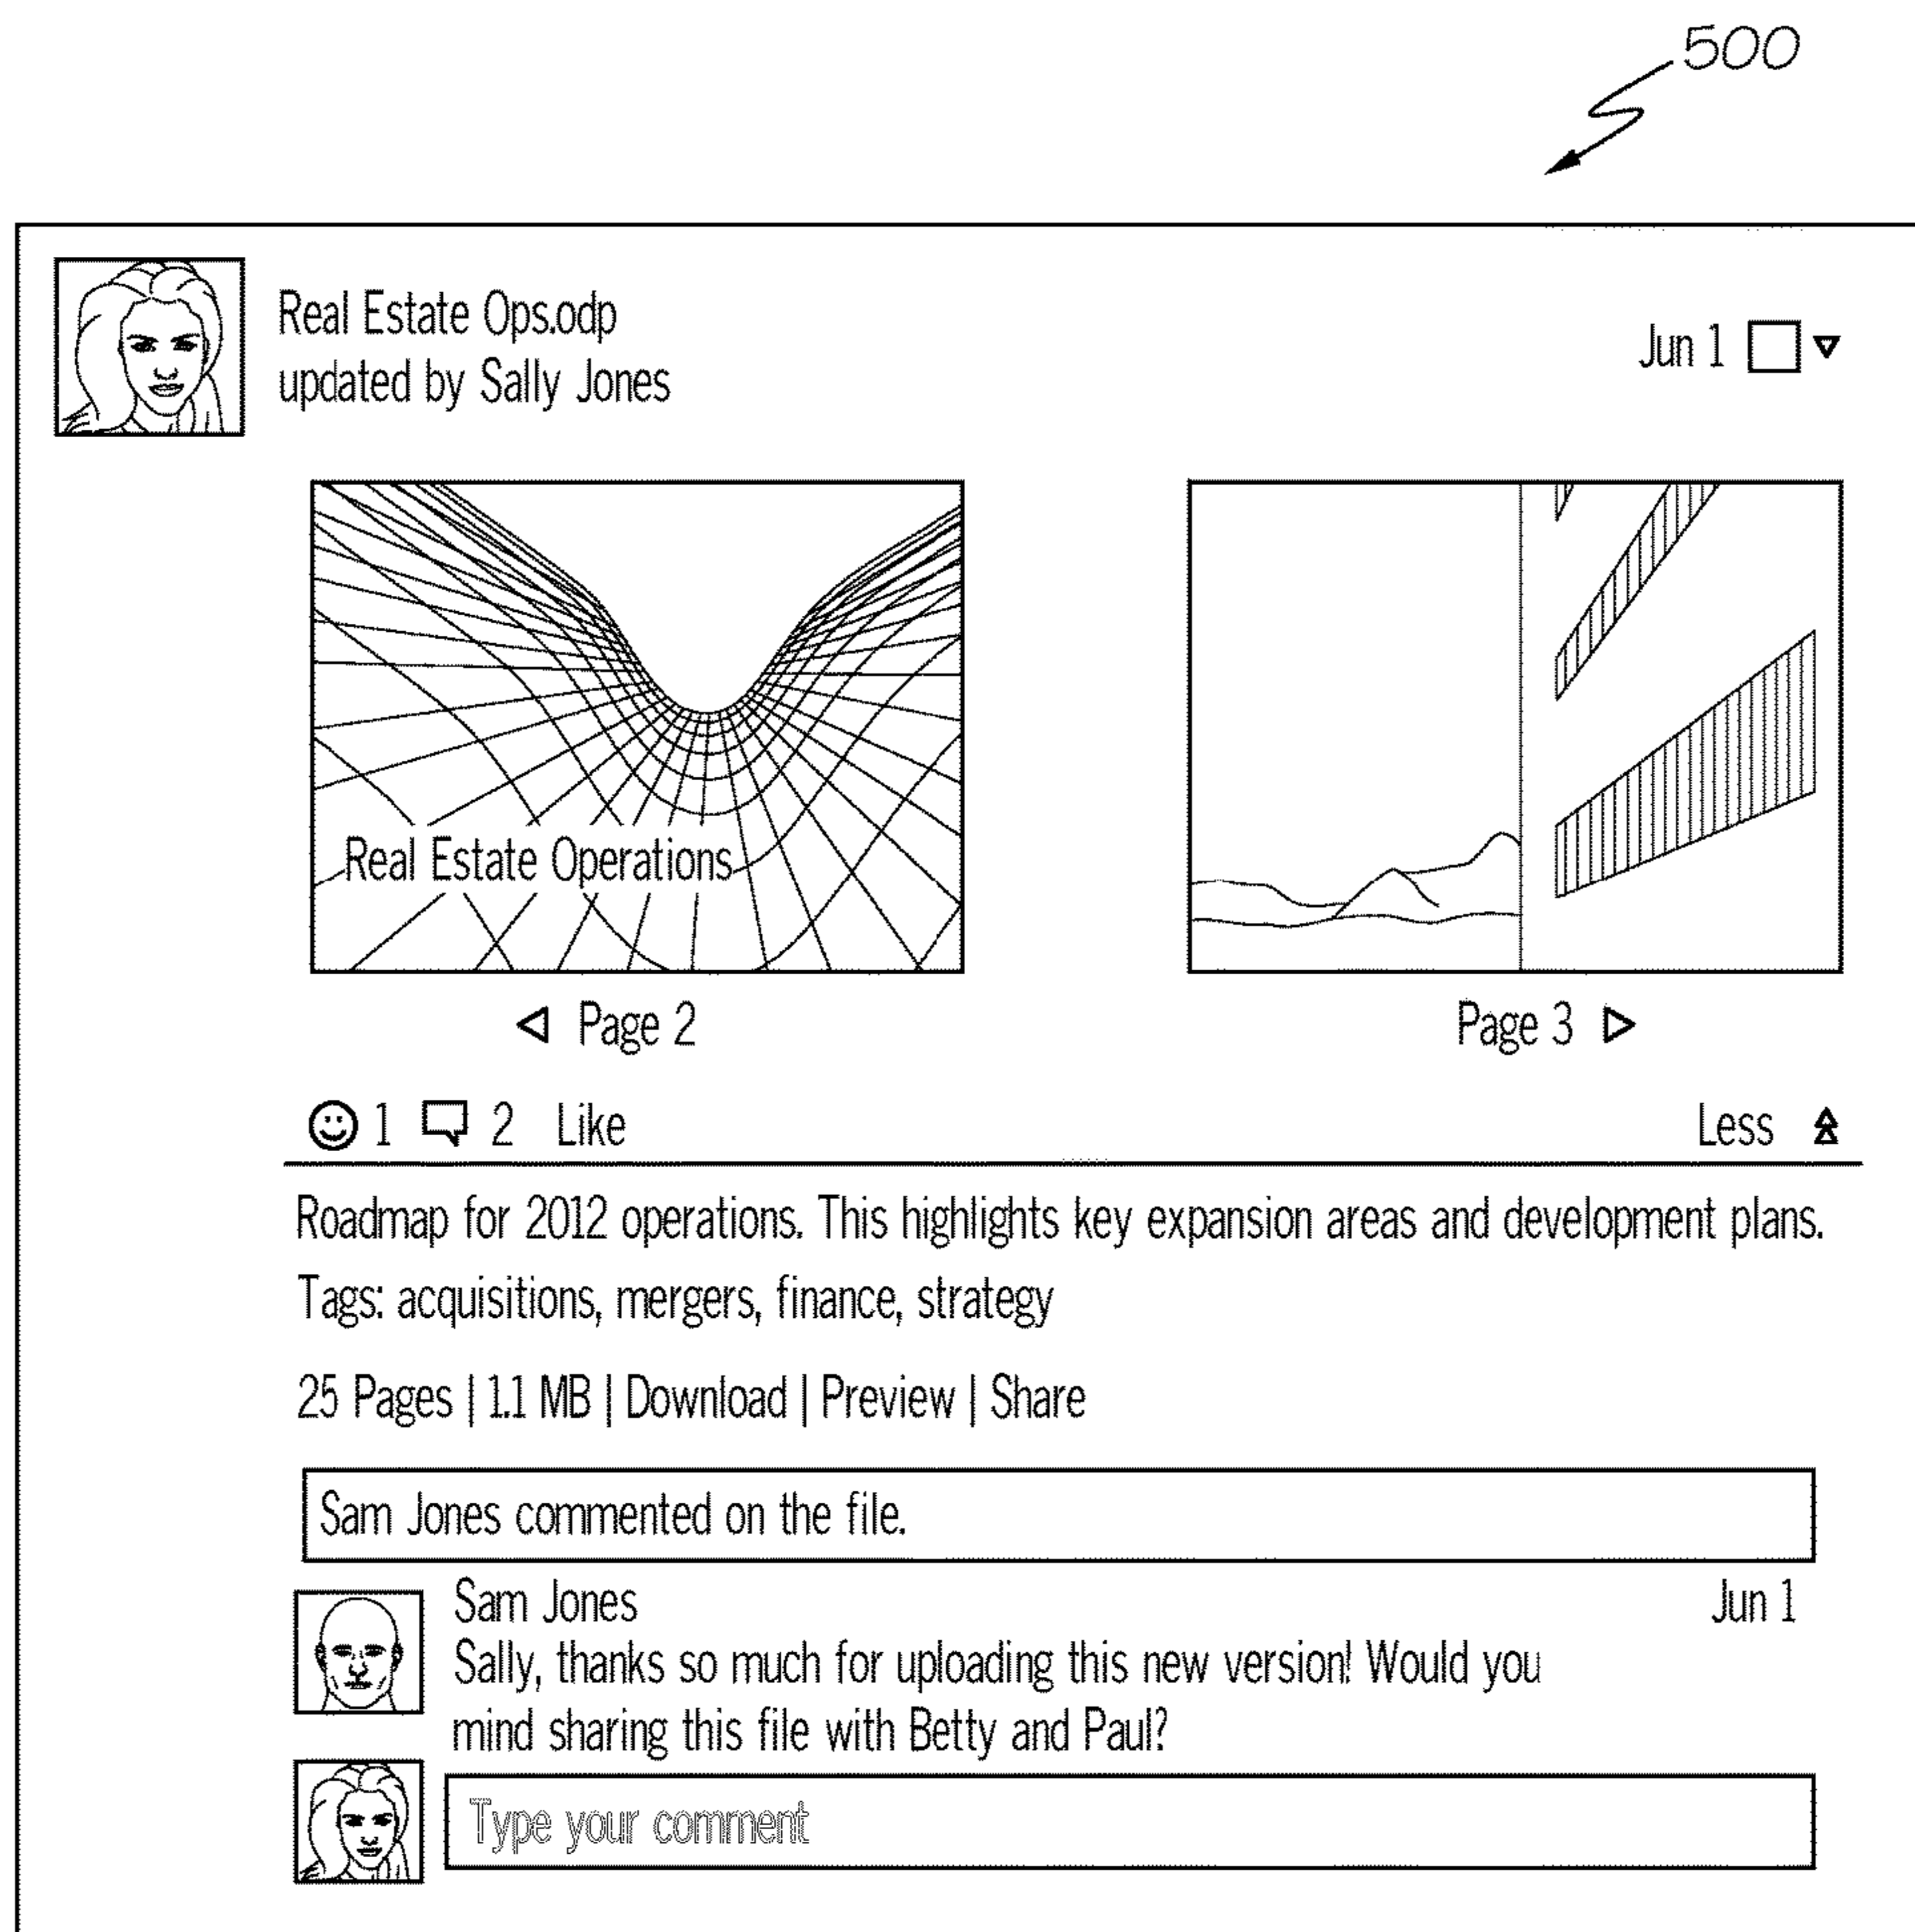 500
Real Estate Ops.odp
updated by Sally Jones
Jun 1
Real Estate Operations
Page 2
Page 3
1 2 Like
Less
Roadmap for 2012 operations. This highlights key expansion areas and development plans.
Tags: acquisitions, mergers, finance, strategy
25 Pages | 1.1 MB | Download | Preview | Share
Sam Jones commented on the file.
Sam Jones
Jun 1
Sally, thanks so much for uploading this new version! Would you
mind sharing this file with Betty and Paul?
Type your comment